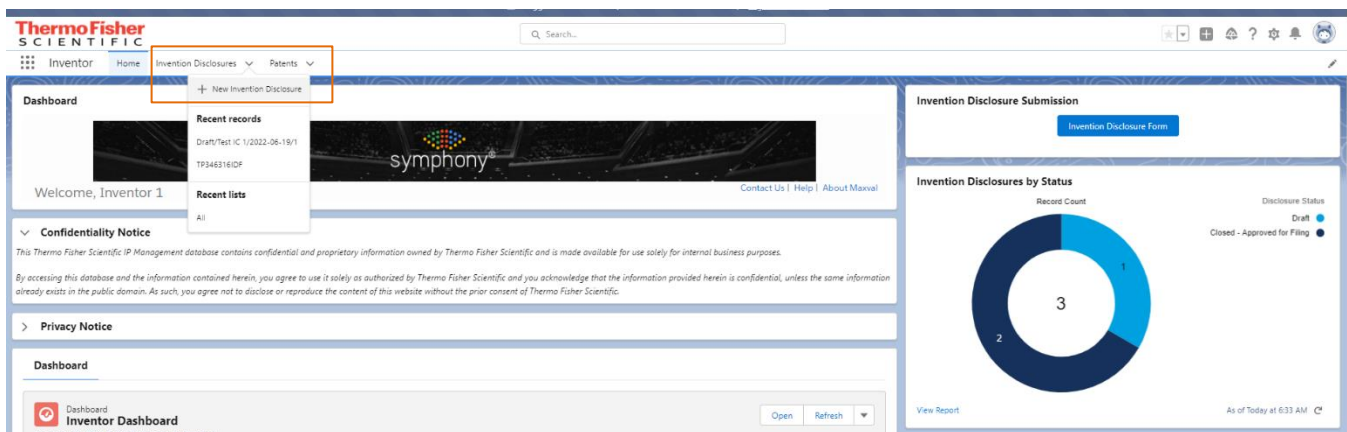 ThermoFisher
SCIENTIFIC
Search...
Inventor Home Invention Disclosures Patents
+ New Invention Disclosure
Recent records
Draft/Test IC 1/2022-06-19/1
TP346316IDF
Recent lists
All
Dashboard
symphony®
Welcome, Inventor 1
Contact Us | Help | About Maxval
Confidentiality Notice
This Thermo Fisher Scientific IP Management database contains confidential and proprietary information owned by Thermo Fisher Scientific and is made available for use solely for internal business purposes.
By accessing this database and the information contained herein, you agree to use it solely as authorized by Thermo Fisher Scientific and you acknowledge that the information provided herein is confidential, unless the same information
already exists in the public domain. As such, you agree not to disclose or reproduce the content of this website without the prior consent of Thermo Fisher Scientific.
Privacy Notice
Dashboard
Dashboard
Inventor Dashboard
Open Refresh
Invention Disclosure Submission
Invention Disclosure Form
Invention Disclosures by Status
Record Count
Disclosure Status
Draft
Closed - Approved for Filing
1
3
2
View Report
As of Today at 6:33 AM